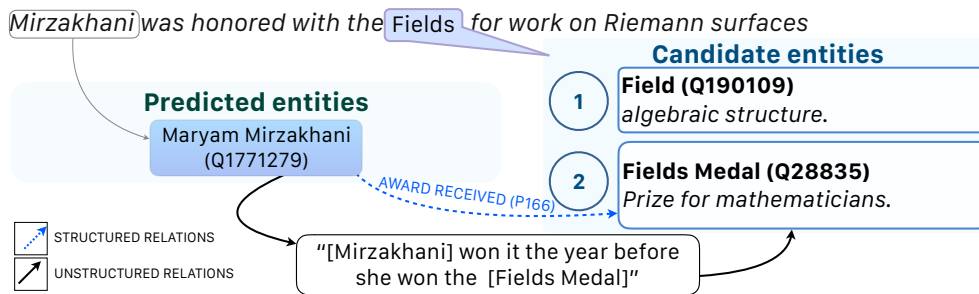 Mirzakhani was honored with the Fields for work on Riemann surfaces
Candidate entities
1
Field (Q190109)
algebraic structure.
Predicted entities
Maryam Mirzakhani
(Q1771279)
2
Fields Medal (Q28835)
Prize for mathematicians.
AWARD RECEIVED (P166)
STRUCTURED RELATIONS
UNSTRUCTURED RELATIONS
“[Mirzakhani] won it the year before
she won the [Fields Medal]”